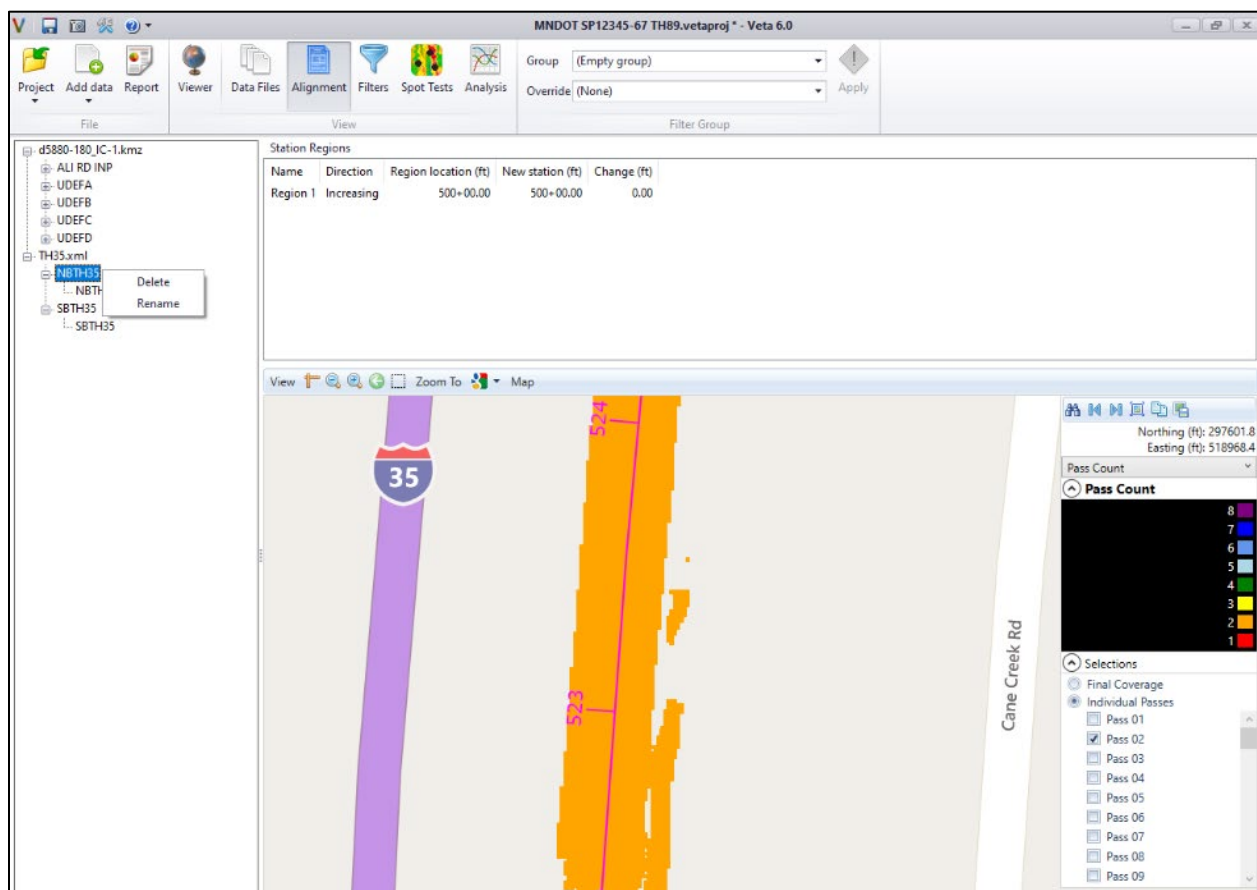 MNDOT SP12345-67 TH89.vetaproj * - Veta 6.0
Project Add data Report Viewer Data Files Alignment Filters Spot Tests Analysis
Group (Empty group)
Override (None)
Apply
File View Filter Group
d5880-180_IC-1.kmz
ALI RD INP
UDEFA
UDEFB
UDEFC
UDEFD
TH35.xml
NBTH35
NBTH
SBTH35
SBTH35
Delete
Rename
Station Regions
Name Direction Region location (ft) New station (ft) Change (ft)
Region 1 Increasing 500+00.00 500+00.00 0.00
View Zoom To Map
35
524
523
Cane Creek Rd
Northing (ft): 297601.8
Easting (ft): 518968.4
Pass Count
Pass Count
8
7
6
5
4
3
2
1
Selections
Final Coverage
Individual Passes
Pass 01
Pass 02
Pass 03
Pass 04
Pass 05
Pass 06
Pass 07
Pass 08
Pass 09